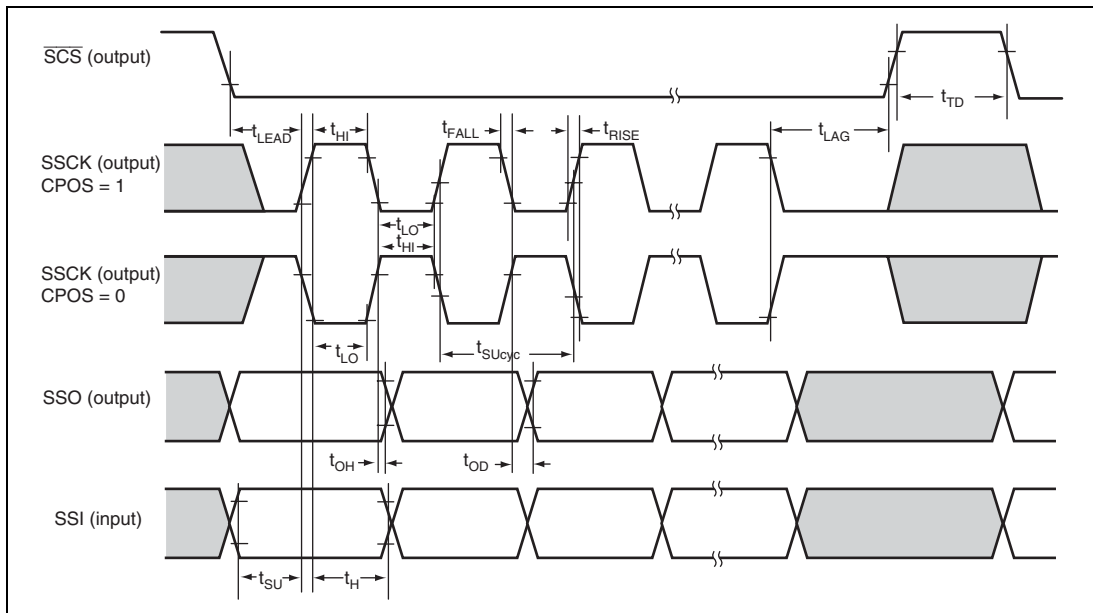 SCS (output)
tTD
tLEAD
tHI
tFALL
tRISE
tLAG
SSCK (output)
CPOS = 1
tLO
tHI
SSCK (output)
CPOS = 0
tLO
tSUcyc
SSO (output)
tOH
tOD
SSI (input)
tSU
tH